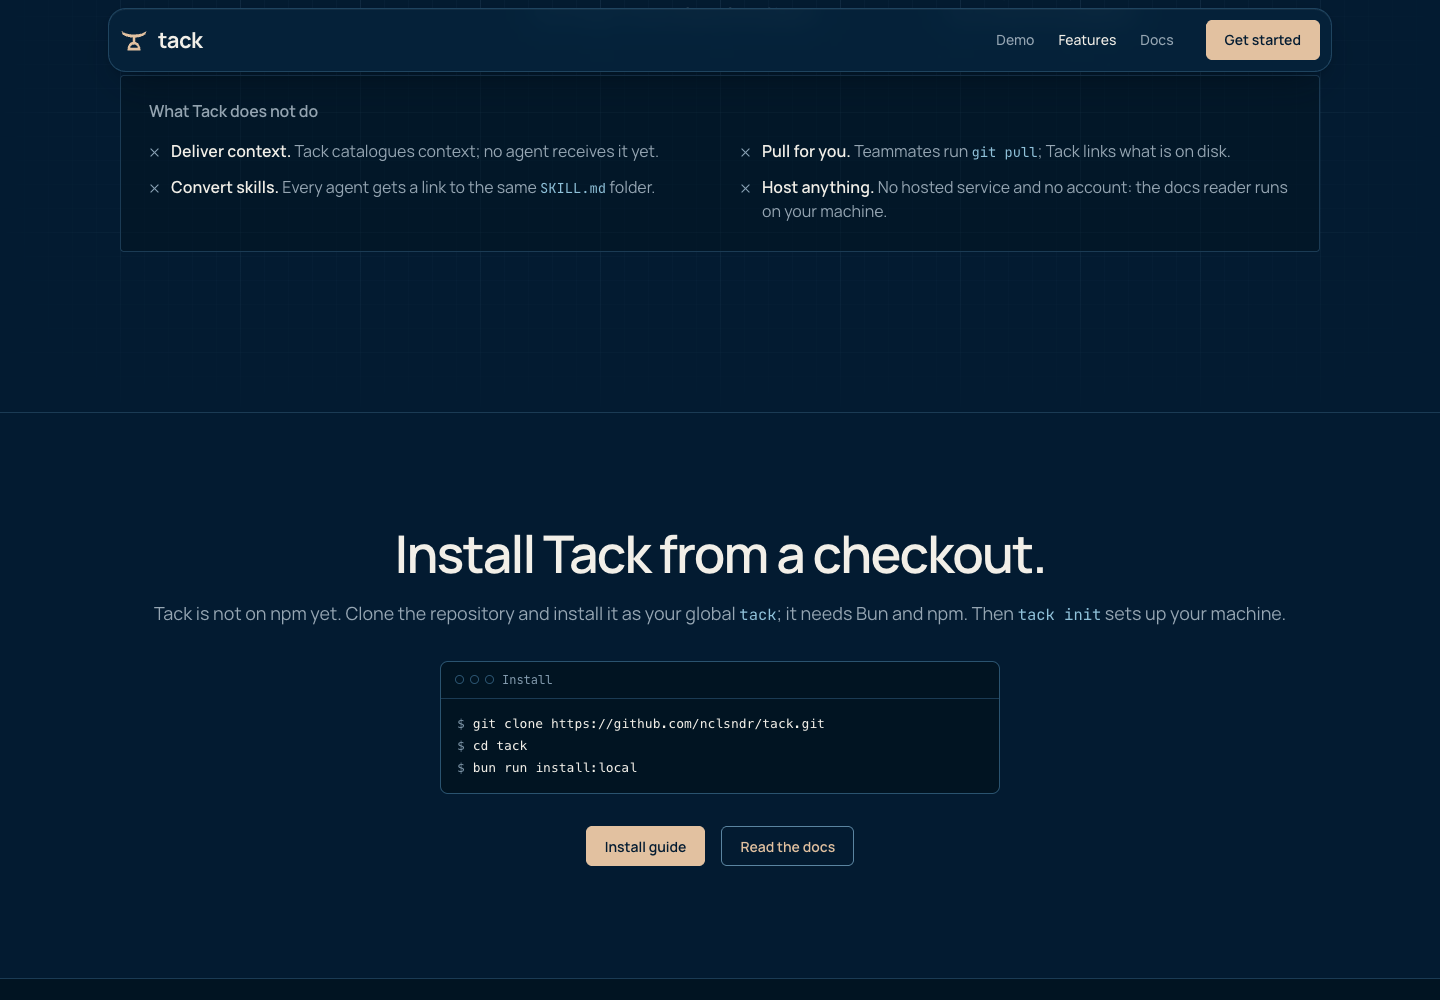 tack
Demo
Features
Docs
Get started
What Tack does not do
× Deliver context. Tack catalogues context; no agent receives it yet.
× Pull for you. Teammates run git pull; Tack links what is on disk.
× Convert skills. Every agent gets a link to the same SKILL.md folder.
× Host anything. No hosted service and no account: the docs reader runs
on your machine.
Install Tack from a checkout.
Tack is not on npm yet. Clone the repository and install it as your global tack; it needs Bun and npm. Then tack init sets up your machine.
Install
$ git clone https://github.com/nclsndr/tack.git
$ cd tack
$ bun run install:local
Install guide
Read the docs